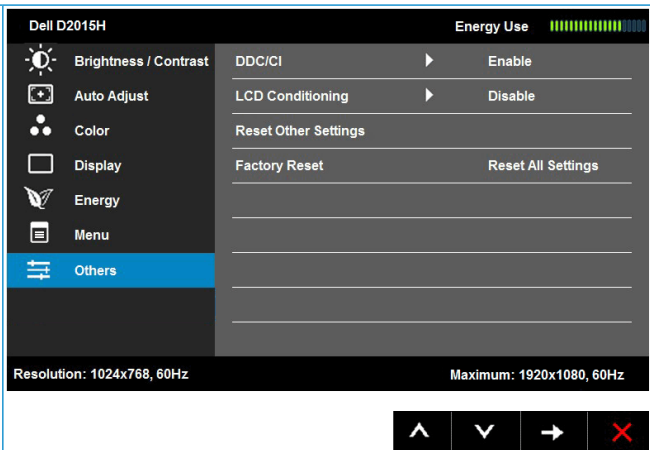 Dell D2015H Energy Use
Brightness / Contrast DDC/CI Enable
Auto Adjust LCD Conditioning Disable
Color Reset Other Settings
Display Factory Reset Reset All Settings
Energy
Menu
Others
Resolution: 1024x768, 60Hz Maximum: 1920x1080, 60Hz